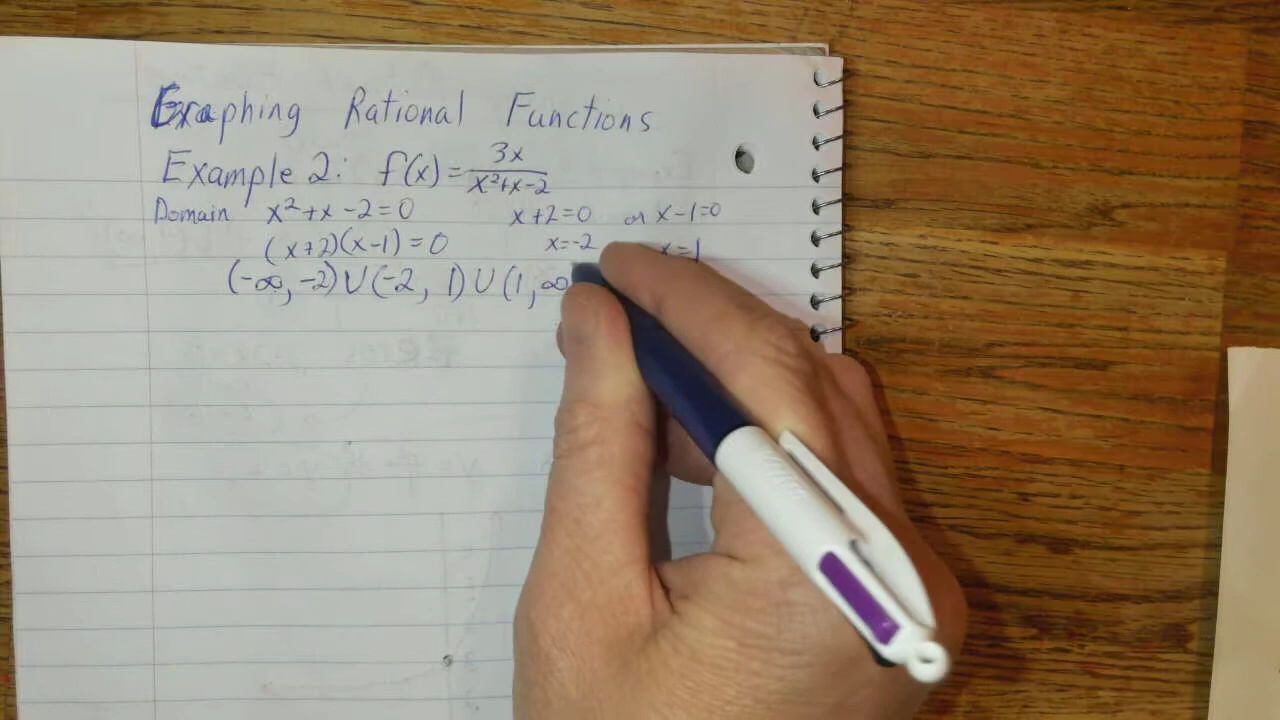 Graphing Rational Functions
Example 2: f(x) = 3x / x²+x-2
Domain x²+x-2=0 x+2=0 or x-1=0
(x+2)(x-1)=0 x=-2 x=1
(-∞,-2)∪(-2, 1)∪(1,∞